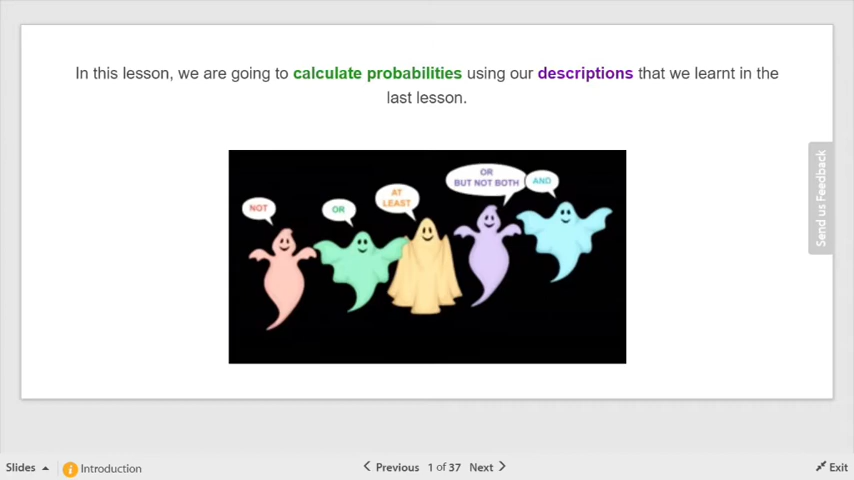 In this lesson, we are going to calculate probabilities using our descriptions that we learnt in the
last lesson.
NOT
OR
AT
LEAST
OR
BUT NOT BOTH
AND
Send us Feedback
Slides
i Introduction
Previous 1 of 37 Next
Exit